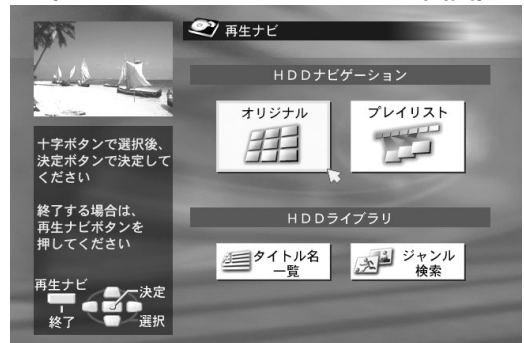 再生ナビ
HDDナビゲーション
オリジナル
プレイリスト
十字ボタンで選択後、
決定ボタンで決定して
ください
終了する場合は、
再生ナビボタンを
押してください
HDDライブラリ
タイトル名
一覧
ジャンル
検索
再生ナビ
決定
終了
選択